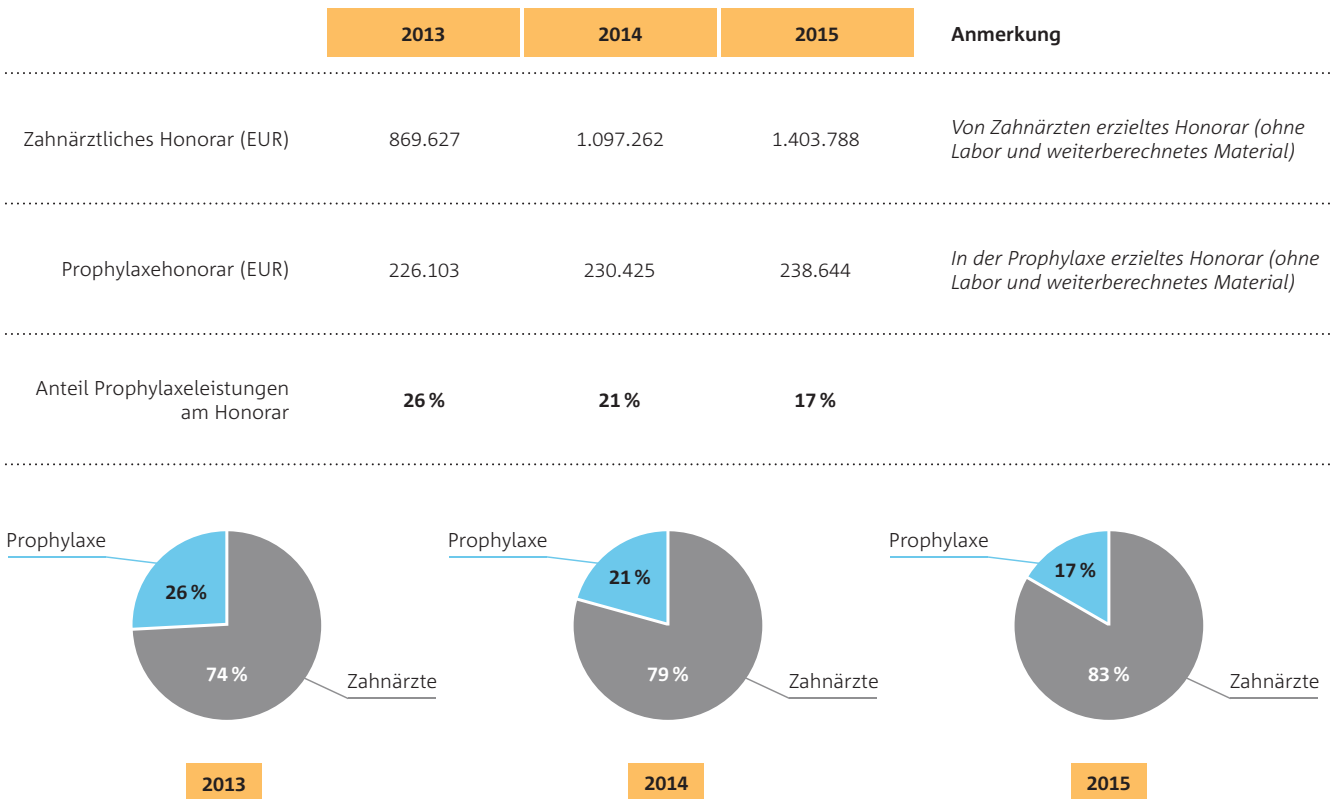 2013 2014 2015 Anmerkung
Zahnärztliches Honorar (EUR) 869.627 1.097.262 1.403.788 Von Zahnärzten erzieltes Honorar (ohne
Labor und weiterberechnetes Material)
Prophylaxehonorar (EUR) 226.103 230.425 238.644 In der Prophylaxe erzieltes Honorar (ohne
Labor und weiterberechnetes Material)
Anteil Prophylaxeleistungen
am Honorar 26 % 21 % 17 %
Prophylaxe
26 %
74 %
Zahnärzte
2013
Prophylaxe
21 %
79 %
Zahnärzte
2014
Prophylaxe
17 %
83 %
Zahnärzte
2015